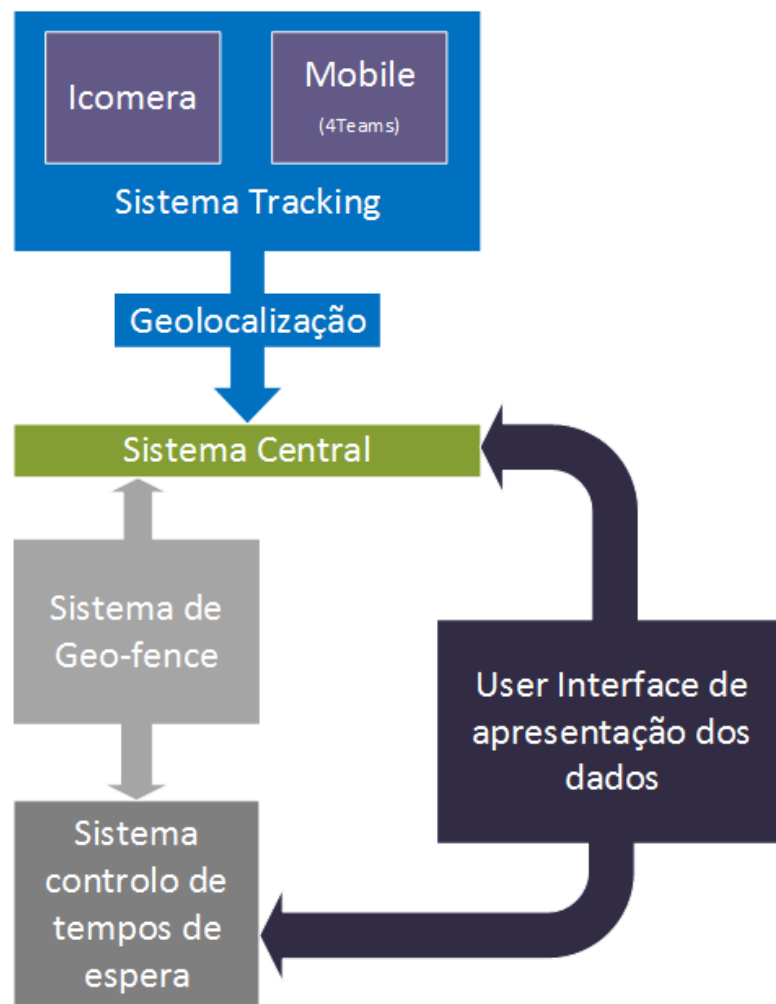 Icomera
Mobile
(4Teams)
Sistema Tracking
Geolocalização
Sistema Central
Sistema de
Geo-fence
User Interface de
apresentação dos
dados
Sistema
controlo de
tempos de
espera